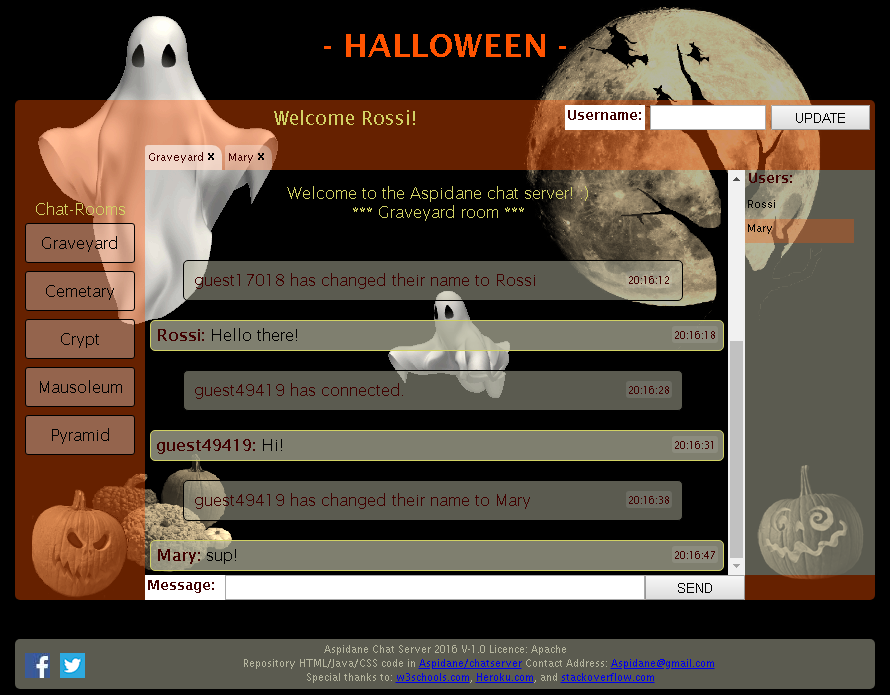 - HALLOWEEN -
Welcome Rossi!
Username:
UPDATE
Graveyard x
Mary x
Chat-Rooms
Graveyard
Cemetary
Crypt
Mausoleum
Pyramid
Welcome to the Aspidane chat server! :)
*** Graveyard room ***
guest17018 has changed their name to Rossi 20:16:12
Rossi: Hello there! 20:16:18
guest49419 has connected. 20:16:28
guest49419: Hi! 20:16:31
guest49419 has changed their name to Mary 20:16:38
Mary: sup! 20:16:47
Users:
Rossi
Mary
Message:
SEND
Aspidane Chat Server 2016 V-1.0 Licence: Apache
Repository HTML/Java/CSS code in Aspidane/chatserver Contact Address: Aspidane@gmail.com
Special thanks to: w3schools.com, Heroku.com, and stackoverflow.com